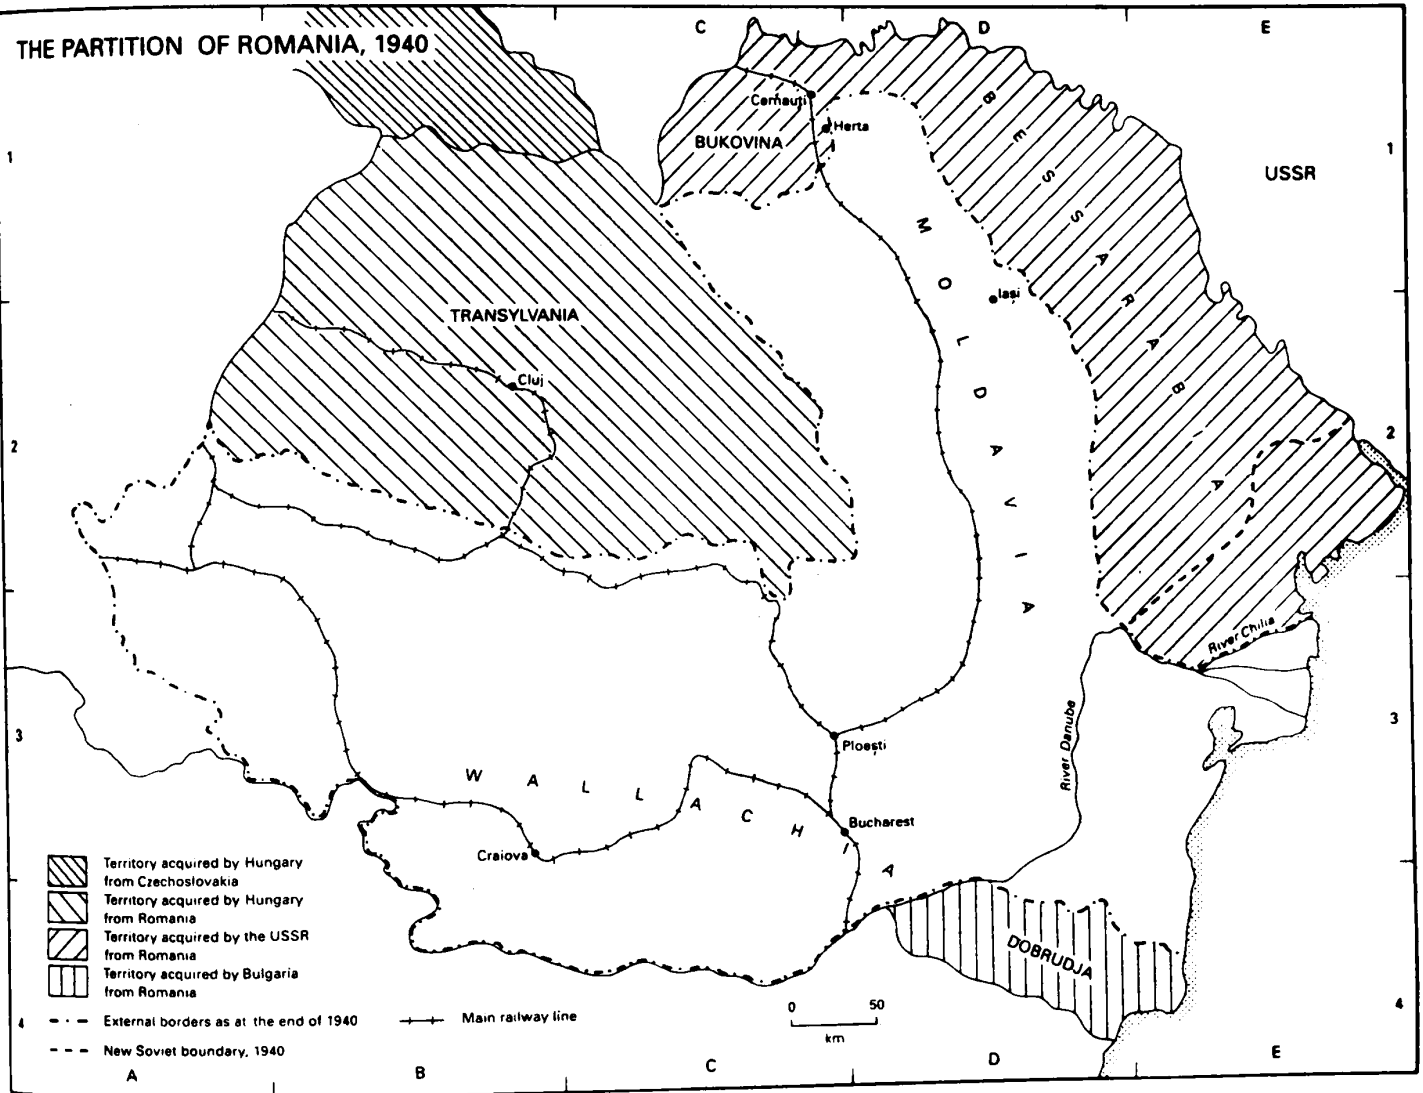 THE PARTITION OF ROMANIA, 1940
C
D
E
1
1
Cernauti
Herta
BUKOVINA
BESSARABIA
USSR
MOLDAVIA
Iasi
TRANSYLVANIA
Cluj
2
2
River Chilia
3
3
River Danube
Ploesti
WALLACHIA
Bucharest
Craiova
DOBRUDJA
Territory acquired by Hungary
from Czechoslovakia
Territory acquired by Hungary
from Romania
Territory acquired by the USSR
from Romania
Territory acquired by Bulgaria
from Romania
External borders as at the end of 1940
Main railway line
New Soviet boundary, 1940
0 50
km
4
4
A
B
C
D
E